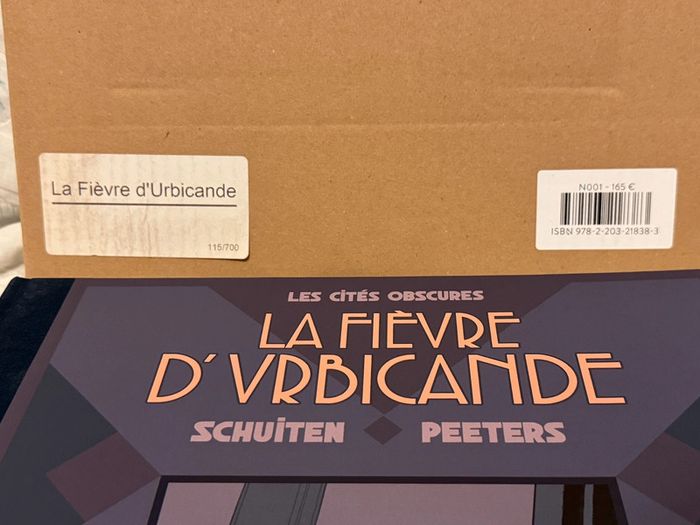 La Fièvre d'Urbicande
115/700
N001 - 165 €
ISBN 978-2-203-21838-3
LES CITÉS OBSCURES
LA FIÈVRE
D'URBICANDE
SCHUITEN PEETERS